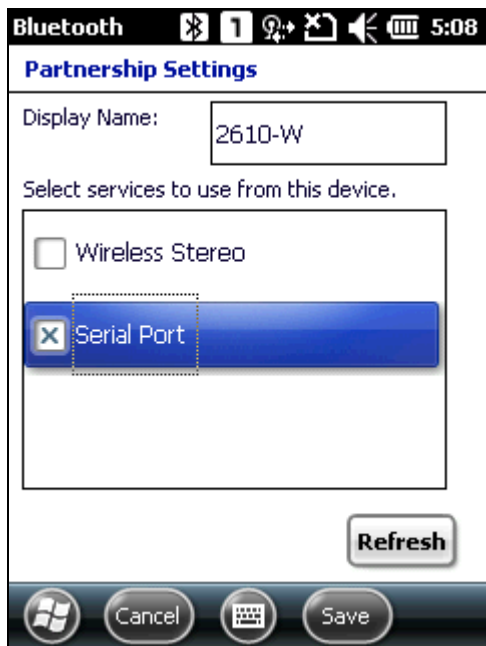 Bluetooth 1 5:08
Partnership Settings
Display Name: 2610-W
Select services to use from this device.
Wireless Stereo
Serial Port
Refresh
Cancel Save